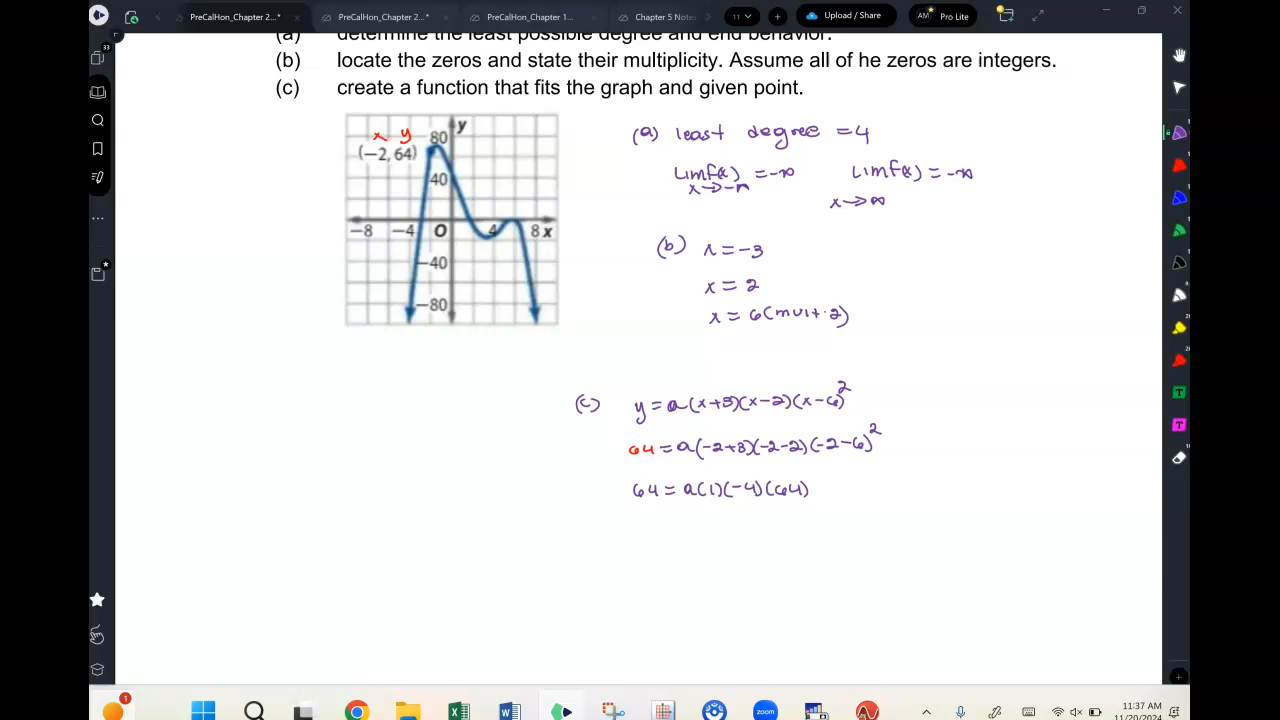 PreCalHon_Chapter 2...* PreCalHon_Chapter 2...* PreCalHon_Chapter 1... Chapter 5 Notes 11 Upload / Share AM Pro Lite
33
(a) determine the least possible degree and end behavior.
(b) locate the zeros and state their multiplicity. Assume all of he zeros are integers.
(c) create a function that fits the graph and given point.
x y
(−2, 64)
80
y
40
−8 −4 O 4 8 x
−40
−80
(a) least degree = 4
lim f(x) = -∞ lim f(x) = -∞
x→-∞ x→∞
(b) x = -3
x = 2
x = 6 (mult. 2)
(c) y = a(x+3)(x-2)(x-6)²
64 = a(-2+3)(-2-2)(-2-6)²
64 = a(1)(-4)(64)
T
T
1
zoom
11:37 AM